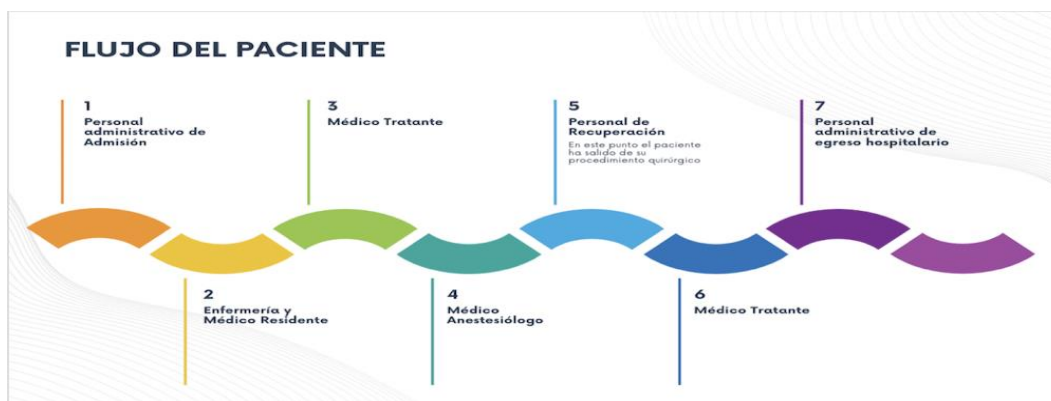 FLUJO DEL PACIENTE
1
Personal
administrativo de
Admisión
2
Enfermería y
Médico Residente
3
Médico Tratante
4
Médico
Anestesiólogo
5
Personal de
Recuperación
En este punto el paciente
ha salido de su
procedimiento quirúrgico
6
Médico Tratante
7
Personal
administrativo de
egreso hospitalario